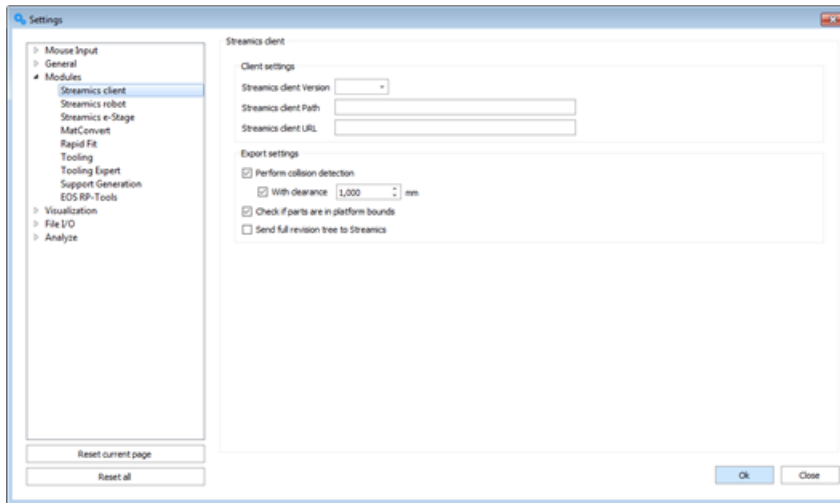 Settings
Mouse Input
General
Modules
Streamics client
Streamics robot
Streamics e-Stage
MatConvert
Rapid Fit
Tooling
Tooling Expert
Support Generation
EOS RP-Tools
Visualization
File I/O
Analyze
Reset current page
Reset all
Streamics client
Client settings
Streamics client Version
Streamics client Path
Streamics client URL
Export settings
Perform collision detection
With clearance 1,000 mm
Check if parts are in platform bounds
Send full revision tree to Streamics
Ok Close